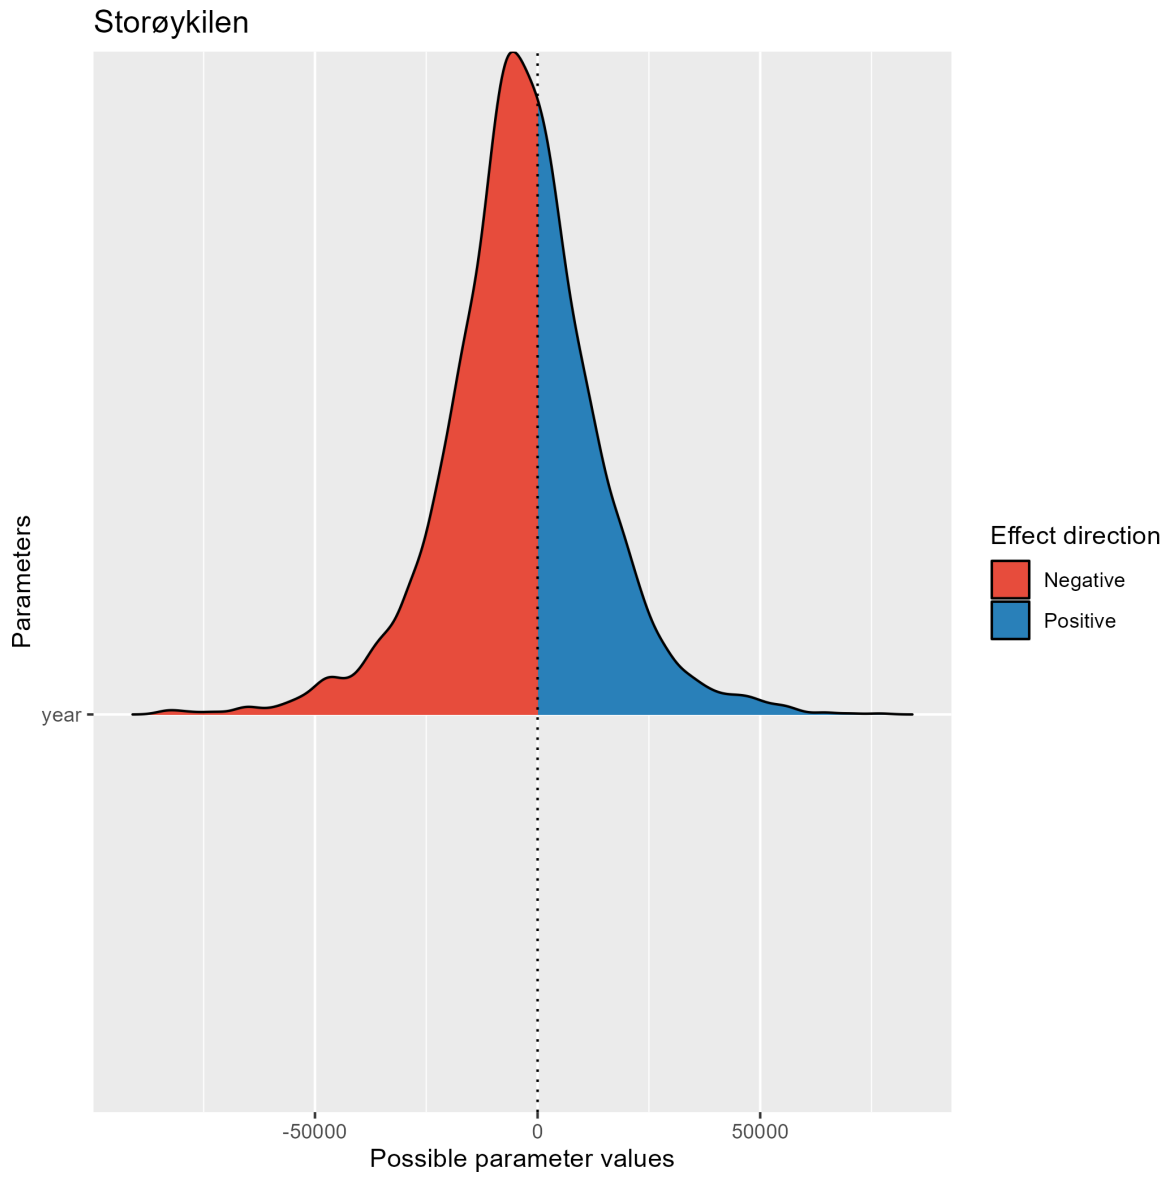 Storøykilen
Parameters
year
-50000
0
50000
Possible parameter values
Effect direction
Negative
Positive